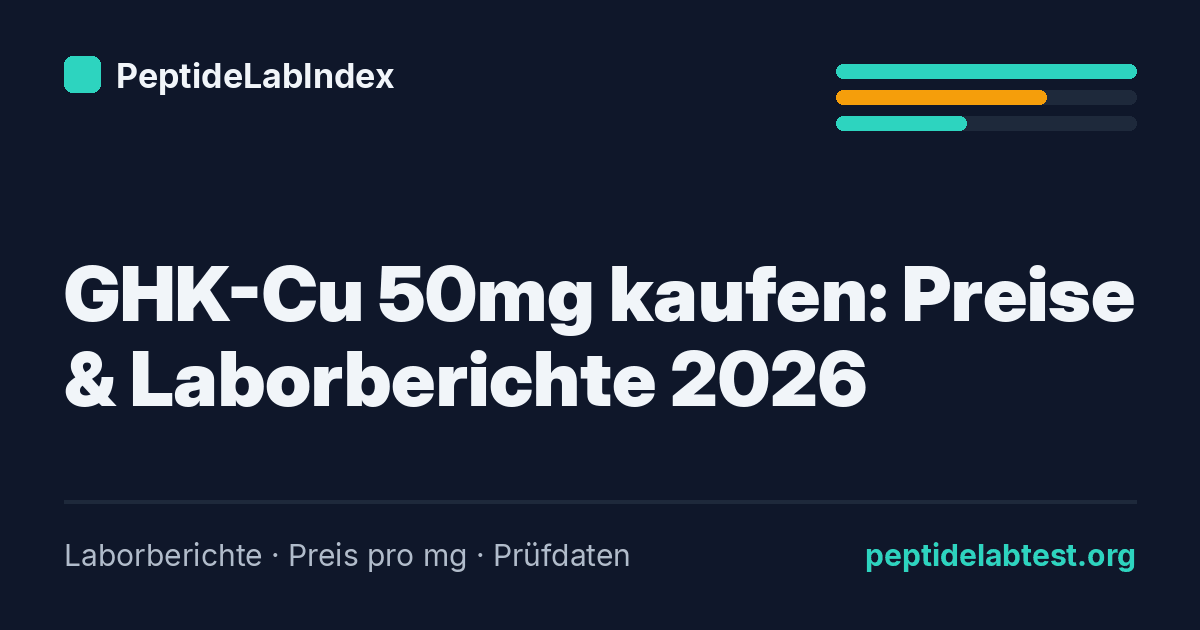 PeptideLabIndex
GHK-Cu 50mg kaufen: Preise
& Laborberichte 2026
Laborberichte · Preis pro mg · Prüfdaten
peptidelabtest.org